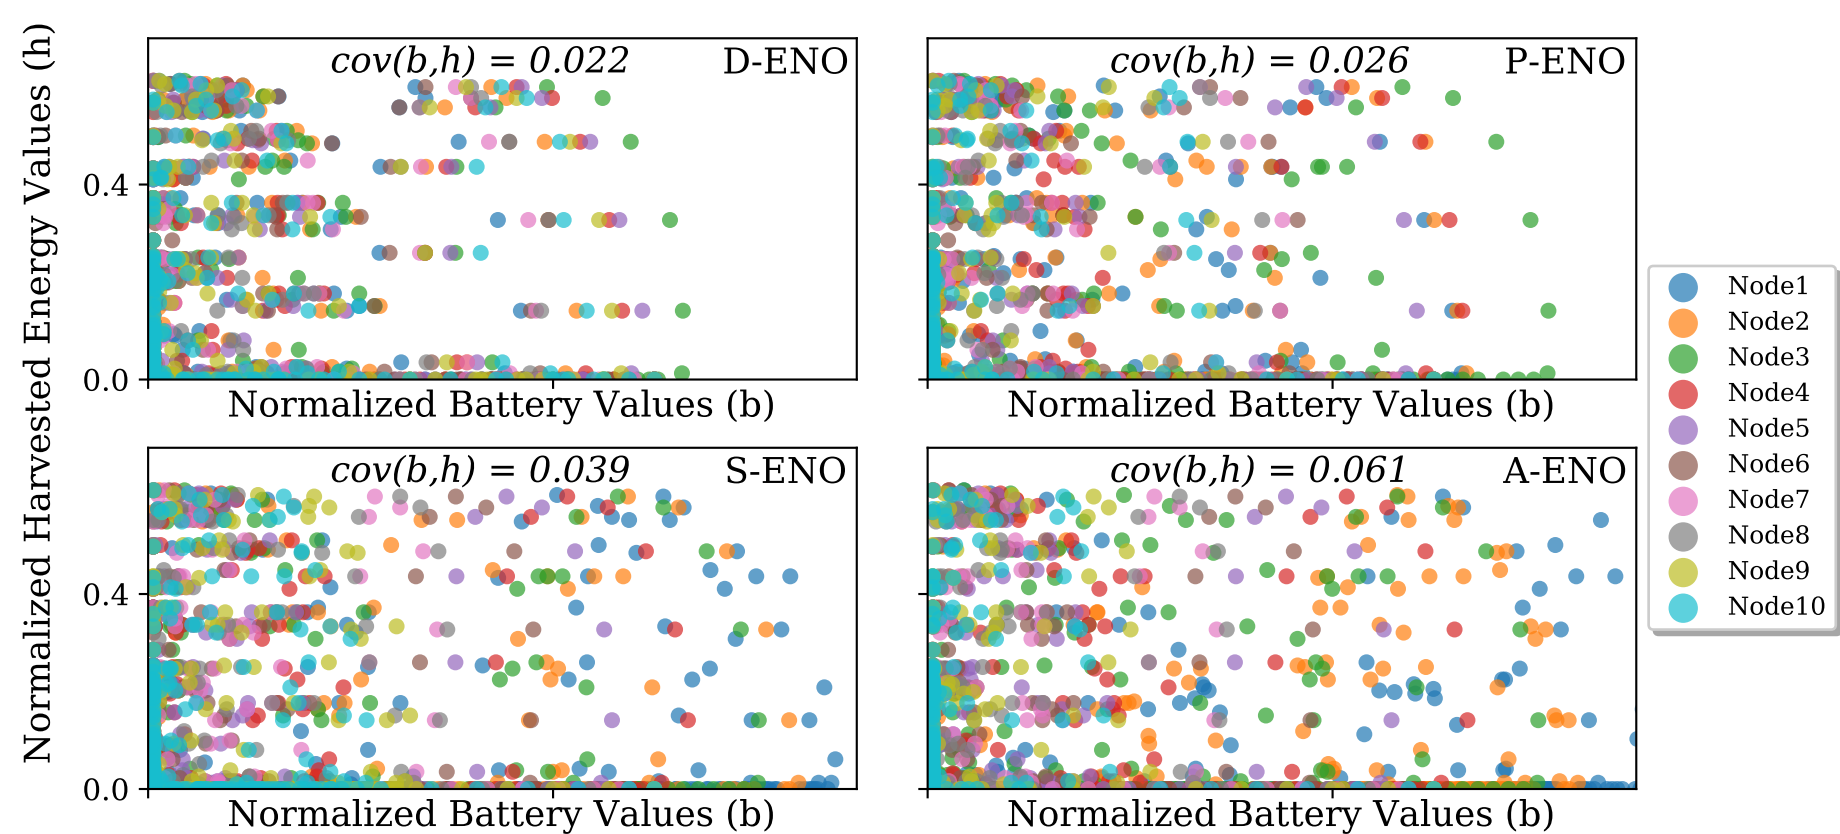 Normalized Harvested Energy Values (h)
cov(b,h) = 0.022
D-ENO
0.4
0.0
Normalized Battery Values (b)
cov(b,h) = 0.026
P-ENO
Normalized Battery Values (b)
cov(b,h) = 0.039
S-ENO
0.4
0.0
Normalized Battery Values (b)
cov(b,h) = 0.061
A-ENO
Normalized Battery Values (b)
Node1
Node2
Node3
Node4
Node5
Node6
Node7
Node8
Node9
Node10